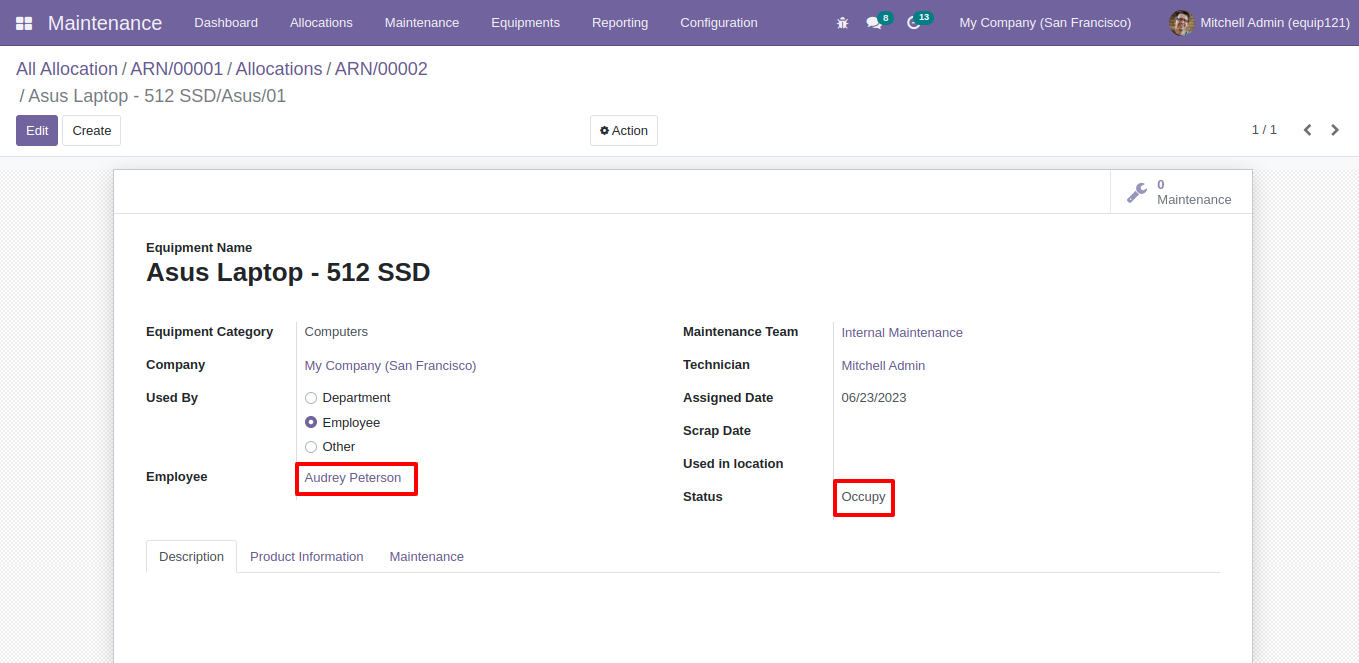 Maintenance Dashboard Allocations Maintenance Equipments Reporting Configuration 8 13 My Company (San Francisco) Mitchell Admin (equip121)
All Allocation / ARN/00001 / Allocations / ARN/00002
/ Asus Laptop - 512 SSD/Asus/01
Edit Create Action 1 / 1
0
Maintenance
Equipment Name
Asus Laptop - 512 SSD
Equipment Category Computers
Company My Company (San Francisco)
Used By Department
Employee
Other
Employee Audrey Peterson
Maintenance Team Internal Maintenance
Technician Mitchell Admin
Assigned Date 06/23/2023
Scrap Date
Used in location
Status Occupy
Description Product Information Maintenance